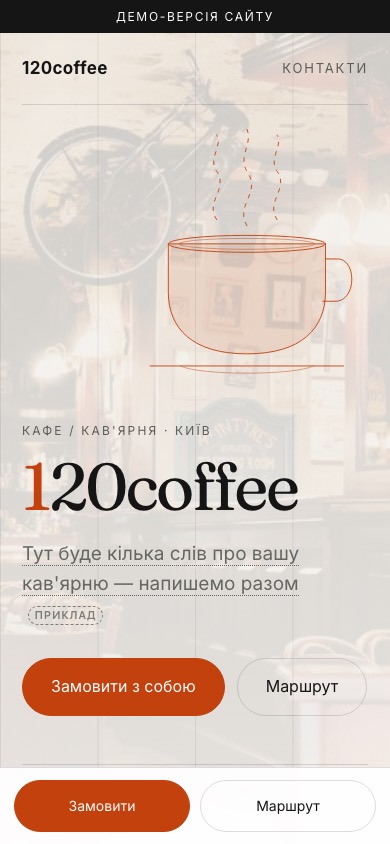 ДЕМО-ВЕРСІЯ САЙТУ
120coffee
КОНТАКТИ
КАФЕ / КАВ'ЯРНЯ · КИЇВ
120coffee
Тут буде кілька слів про вашу
кав'ярню — напишемо разом
ПРИКЛАД
Замовити з собою
Маршрут
Замовити
Маршрут